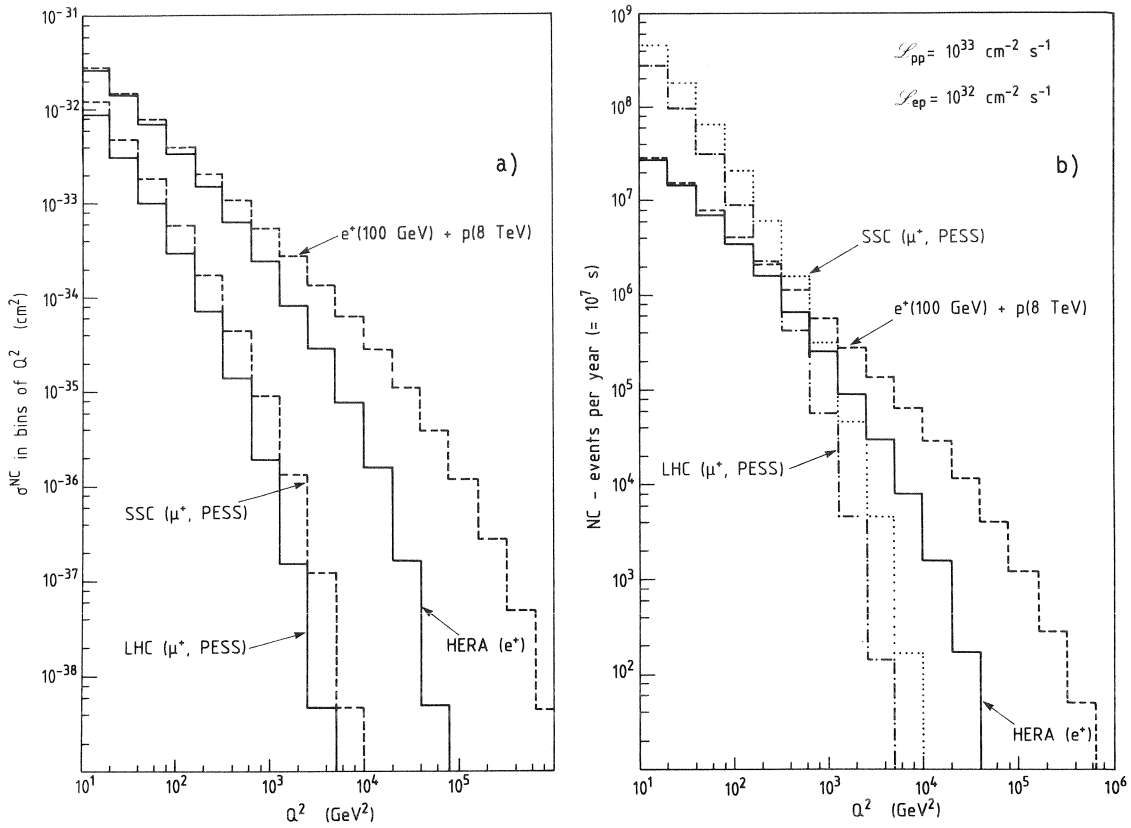 10⁻³¹
10⁻³²
10⁻³³
10⁻³⁴
10⁻³⁵
10⁻³⁶
10⁻³⁷
10⁻³⁸
σᴺᶜ in bins of Q² (cm²)
a)
e⁺(100 GeV) + p(8 TeV)
SSC (μ⁺, PESS)
LHC (μ⁺, PESS)
HERA (e⁺)
10¹ 10² 10³ 10⁴ 10⁵
Q² (GeV²)
10⁹
10⁸
10⁷
10⁶
10⁵
10⁴
10³
10²
NC - events per year (= 10⁷ s)
ℒpp = 10³³ cm⁻² s⁻¹
ℒep = 10³² cm⁻² s⁻¹
b)
SSC (μ⁺, PESS)
e⁺(100 GeV) + p(8 TeV)
LHC (μ⁺, PESS)
HERA (e⁺)
10¹ 10² 10³ 10⁴ 10⁵ 10⁶
Q² (GeV²)